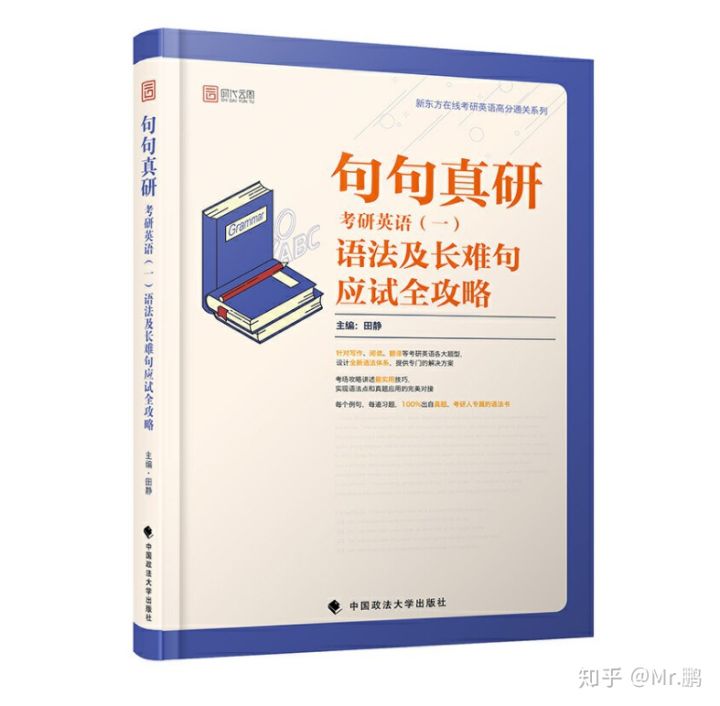 时代云图
SHI DAI YUN TU
新东方在线考研英语高分通关系列
句句真研
考研英语（一）
语法及长难句
应试全攻略
主编：田静
针对写作、阅读、翻译等考研英语各大题型，
设计全新语法体系，提供专门的解决方案
考场攻略讲述最实用技巧，
实现语法点和真题应用的完美对接
每个例句，每道习题，100%出自真题，考研人专属的语法书
Grammar
ABC
中国政法大学出版社
句句真研
考研英语（一）语法及长难句应试全攻略
主编·田静
中国政法大学出版社
知乎 @Mr.鹏